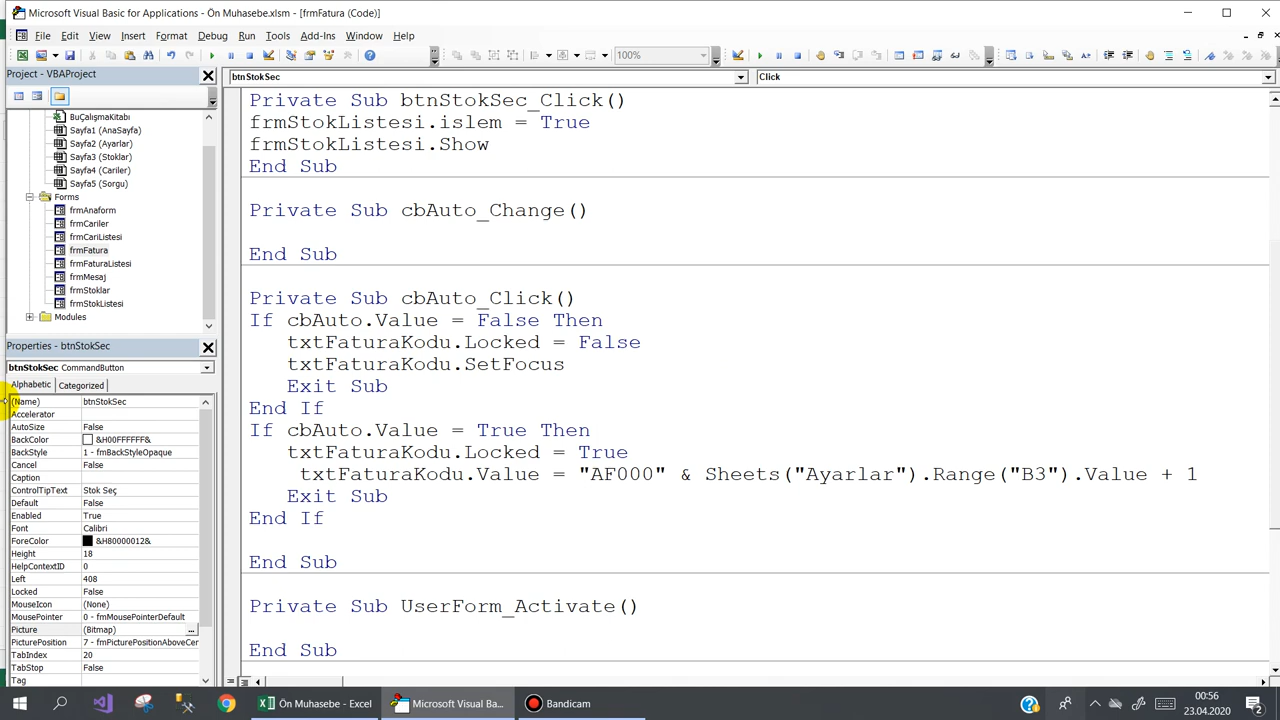 Microsoft Visual Basic for Applications - Ön Muhasebe.xlsm - [frmFatura (Code)]
File Edit View Insert Format Debug Run Tools Add-Ins Window Help
100%
Project - VBAProject
BuÇalışmaKitabı
Sayfa1 (AnaSayfa)
Sayfa2 (Ayarlar)
Sayfa3 (Stoklar)
Sayfa4 (Cariler)
Sayfa5 (Sorgu)
Forms
frmAnaform
frmCariler
frmCariListesi
frmFatura
frmFaturaListesi
frmMesaj
frmStoklar
frmStokListesi
Modules
Properties - btnStokSec
btnStokSec CommandButton
Alphabetic Categorized
(Name) btnStokSec
Accelerator
AutoSize False
BackColor &H00FFFFFF&
BackStyle 1 - fmBackStyleOpaque
Cancel False
Caption
ControlTipText Stok Seç
Default False
Enabled True
Font Calibri
ForeColor &H80000012&
Height 18
HelpContextID 0
Left 408
Locked False
MouseIcon (None)
MousePointer 0 - fmMousePointerDefault
Picture (Bitmap) ...
PicturePosition 7 - fmPicturePositionAboveCen
TabIndex 20
TabStop False
Tag
btnStokSec Click
Private Sub btnStokSec_Click()
frmStokListesi.islem = True
frmStokListesi.Show
End Sub
Private Sub cbAuto_Change()
End Sub
Private Sub cbAuto_Click()
If cbAuto.Value = False Then
txtFaturaKodu.Locked = False
txtFaturaKodu.SetFocus
Exit Sub
End If
If cbAuto.Value = True Then
txtFaturaKodu.Locked = True
txtFaturaKodu.Value = "AF000" & Sheets("Ayarlar").Range("B3").Value + 1
Exit Sub
End If
End Sub
Private Sub UserForm_Activate()
End Sub
Ön Muhasebe - Excel
Microsoft Visual Ba...
Bandicam
00:56
23.04.2020
2